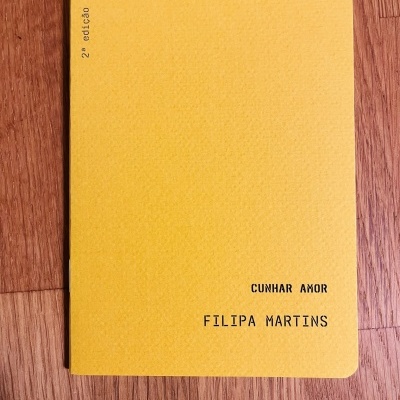 2ª edição
CUNHAR AMOR
FILIPA MARTINS